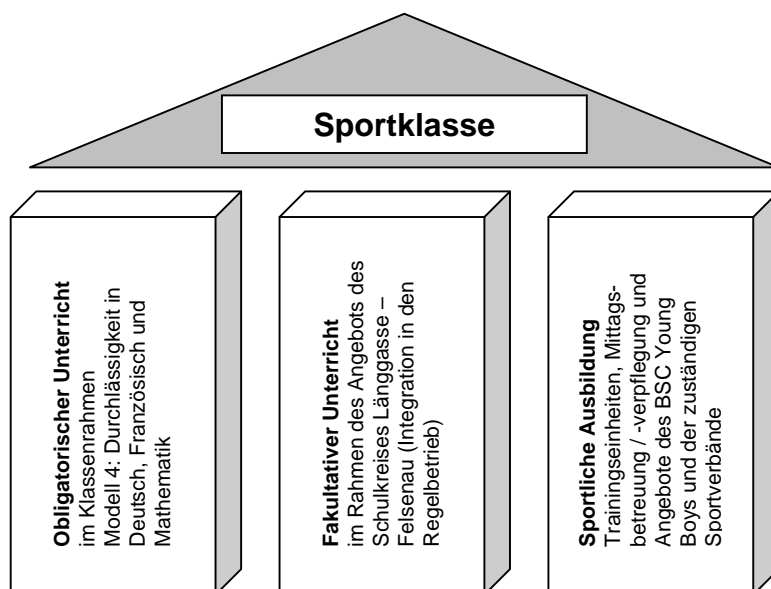 Sportklasse
Obligatorischer Unterricht
im Klassenrahmen
Modell 4: Durchlässigkeit in
Deutsch, Französisch und
Mathematik
Fakultativer Unterricht
im Rahmen des Angebots des
Schulkreises Länggasse –
Felsenau (Integration in den
Regelbetrieb)
Sportliche Ausbildung
Trainingseinheiten, Mittags-
betreuung / -verpflegung und
Angebote des BSC Young
Boys und der zuständigen
Sportverbände